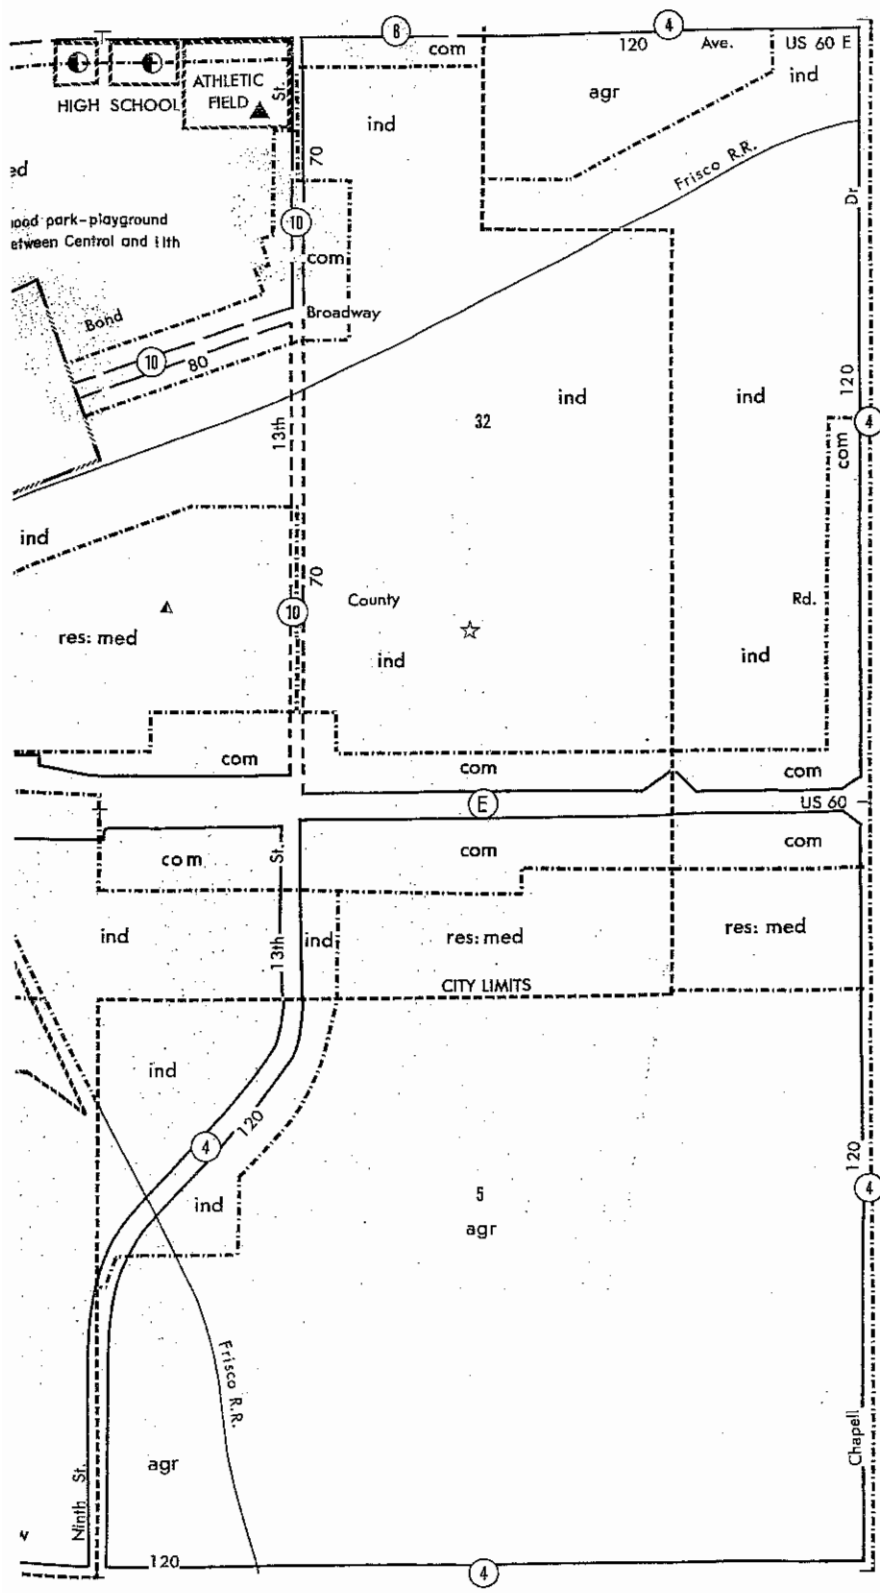 8
4
com
120 Ave. US 60 E
ind
HIGH SCHOOL
ATHLETIC
FIELD
St.
agr
ind
70
Frisco R.R.
ed
Dr
ood park-playground
etween Central and 11th
10
com
Bond
Broadway
10
80
120
ind
ind
32
4
13th
com
ind
70
County
Rd.
10
res: med
ind
ind
com
com
com
E
US 60
com
St.
com
com
ind
13th
ind
res: med
res: med
CITY LIMITS
ind
120
4
120
4
ind
5
agr
Frisco R.R.
Chapell
agr
Ninth St.
w
120
4